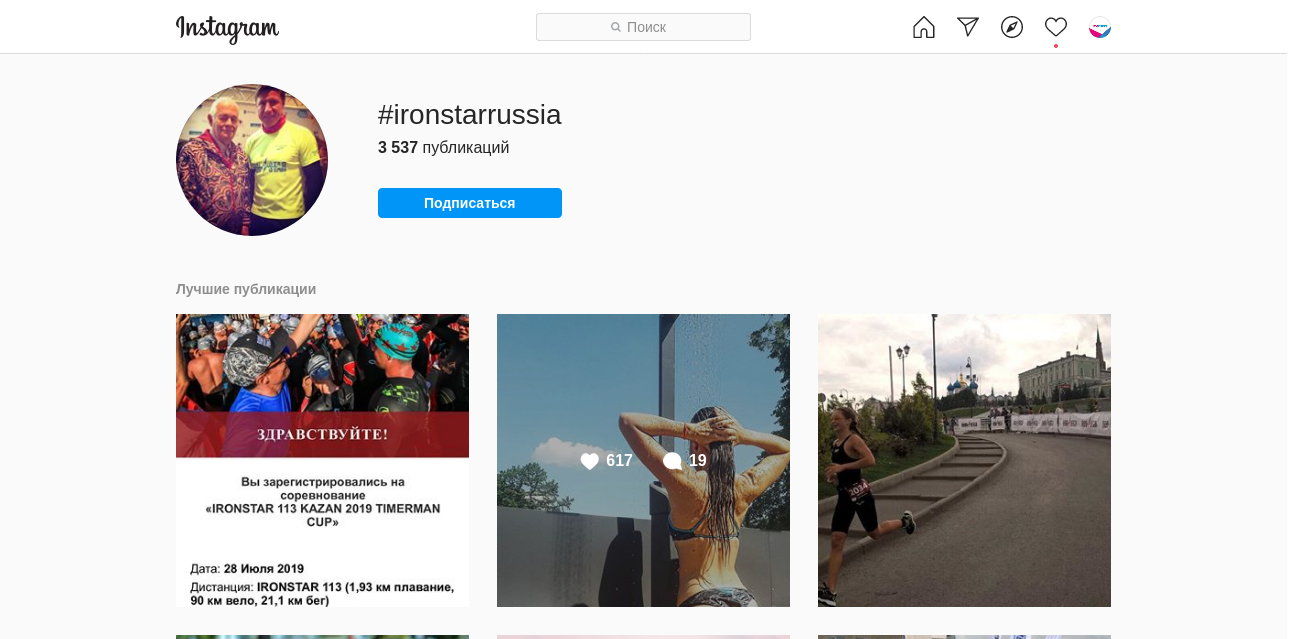 Instagram
Поиск
#ironstarrussia
3 537 публикаций
Подписаться
Лучшие публикации
ЗДРАВСТВУЙТЕ!
Вы зарегистрировались на
соревнование
«IRONSTAR 113 KAZAN 2019 TIMERMAN
CUP»
Дата: 28 Июля 2019
Дистанция: IRONSTAR 113 (1,93 км плавание,
90 км вело, 21,1 км бег)
617
19